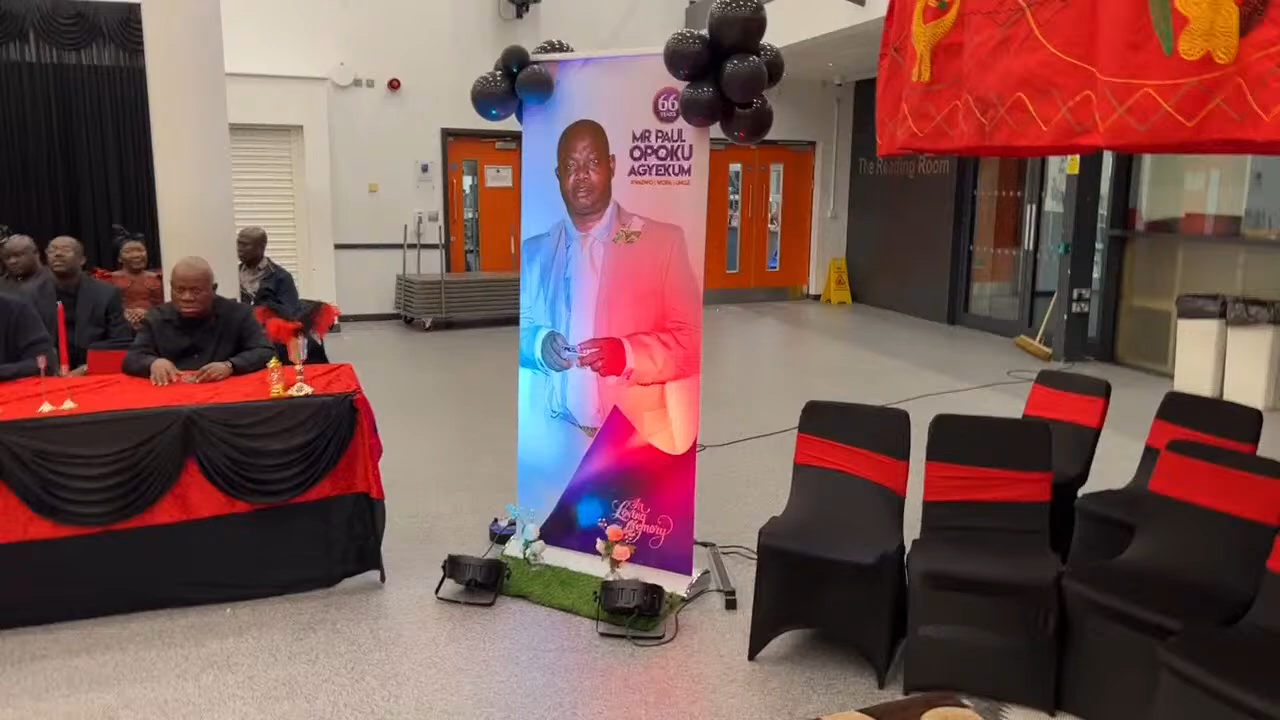 66
YEARS
MR PAUL
OPOKU
AGYEKUM
In
Loving
Memory
The Reading Room